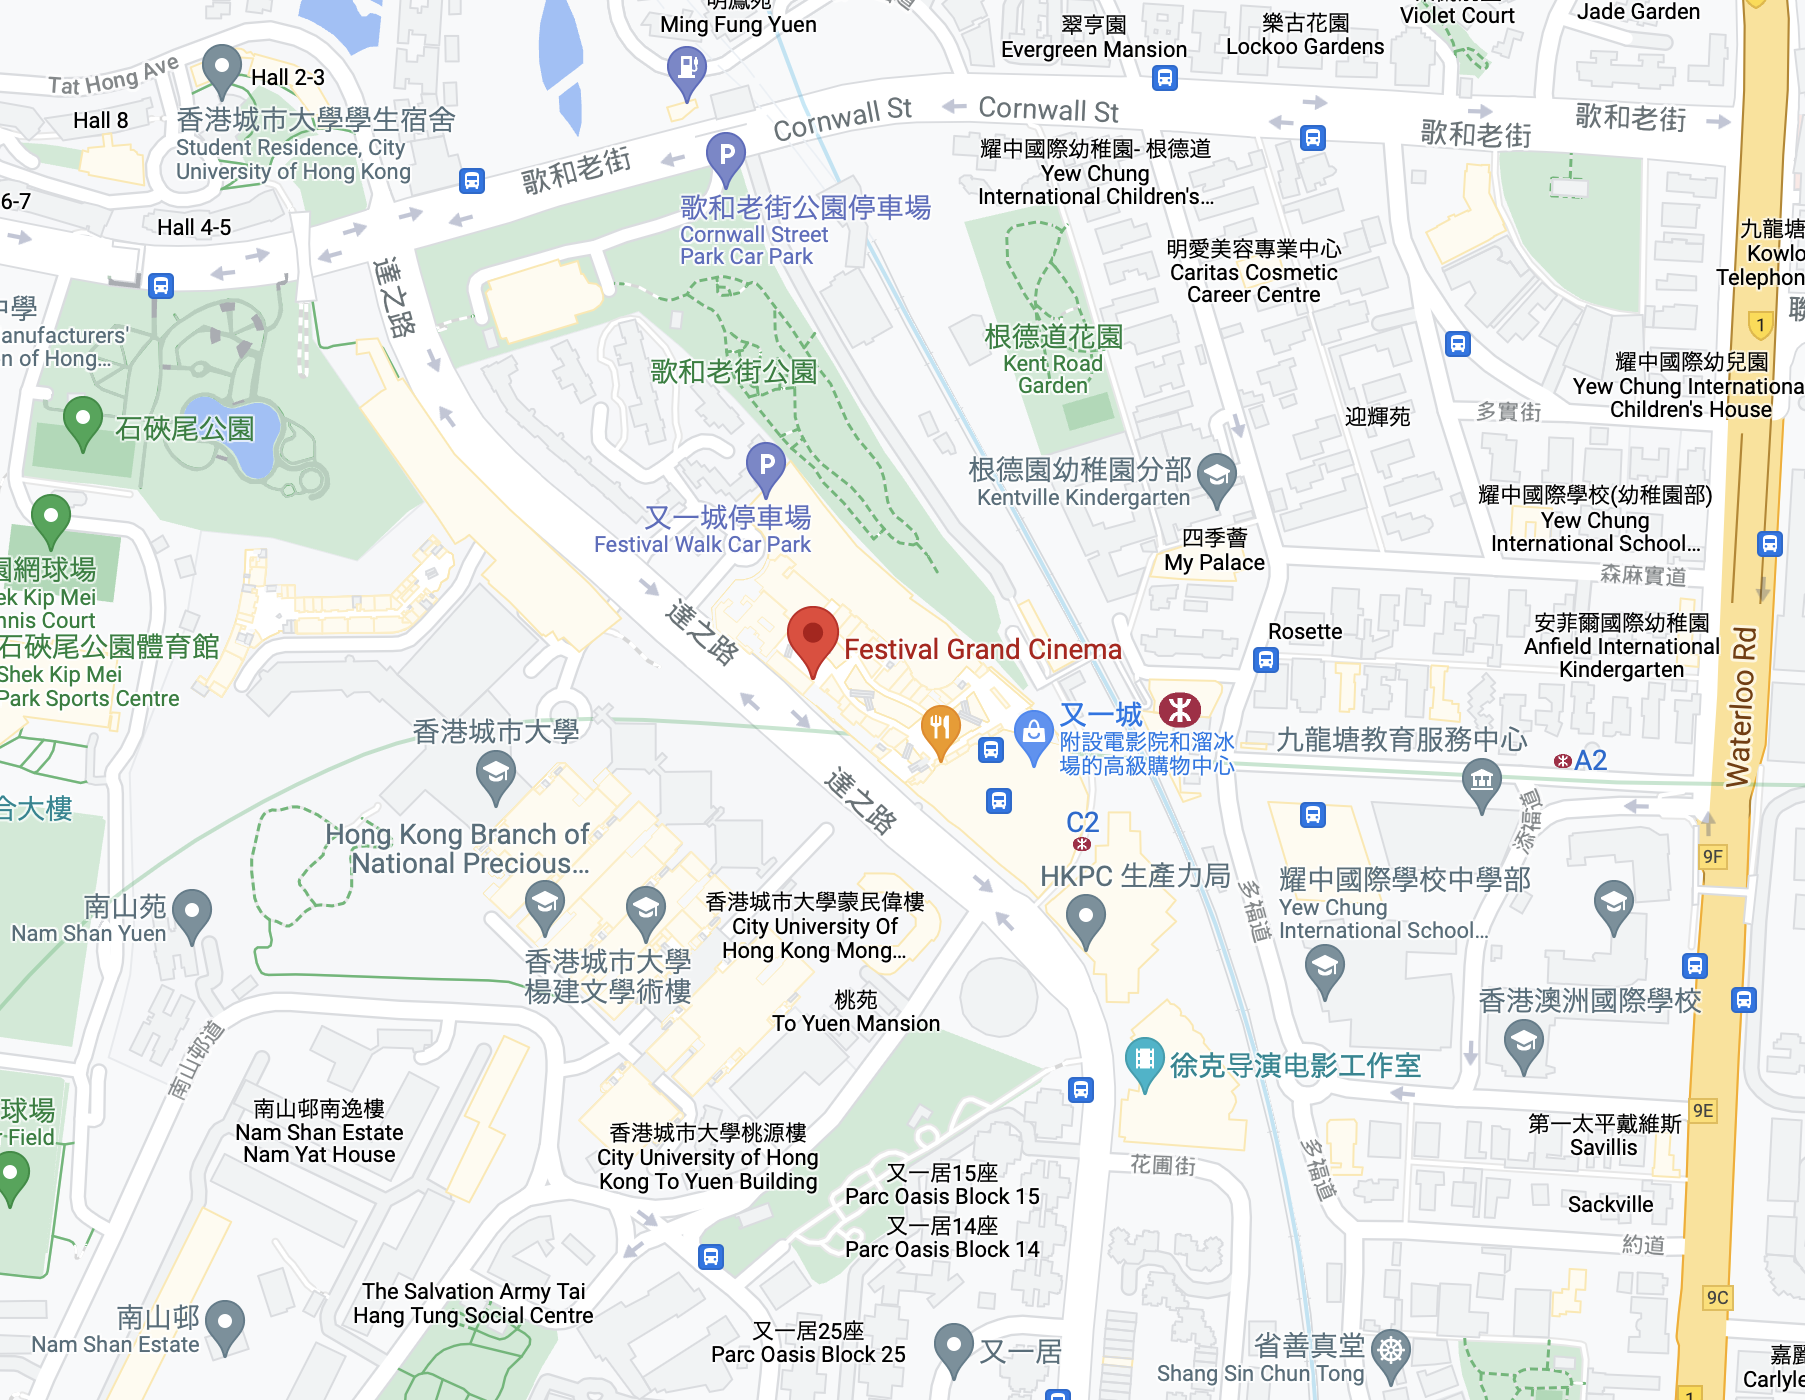 Ming Fung Yuen
翠亨園
Evergreen Mansion
樂古花園
Lockoo Gardens
Violet Court
Jade Garden
Tat Hong Ave
Hall 2-3
Hall 8
香港城市大學學生宿舍
Student Residence, City
University of Hong Kong
6-7
Hall 4-5
Cornwall St
Cornwall St
歌和老街
歌和老街
歌和老街
P
歌和老街公園停車場
Cornwall Street
Park Car Park
耀中國際幼稚園- 根德道
Yew Chung
International Children's...
明愛美容專業中心
Caritas Cosmetic
Career Centre
九龍塘
Kowlo
Telephon
達之路
中學
anufacturers'
n of Hong...
歌和老街公園
根德道花園
Kent Road
Garden
1
聯
耀中國際幼兒園
Yew Chung Internationa
Children's House
多實街
迎輝苑
石硤尾公園
P
又一城停車場
Festival Walk Car Park
根德園幼稚園分部
Kentville Kindergarten
耀中國際學校(幼稚園部)
Yew Chung
International School...
四季薈
My Palace
森麻實道
園網球場
ek Kip Mei
nnis Court
石硤尾公園體育館
Shek Kip Mei
Park Sports Centre
達之路
Festival Grand Cinema
Rosette
安菲爾國際幼稚園
Anfield International
Kindergarten
Waterloo Rd
香港城市大學
又一城
附設電影院和溜冰
場的高級購物中心
九龍塘教育服務中心
A2
達之路
合大樓
C2
添福道
9F
Hong Kong Branch of
National Precious...
HKPC 生產力局
多福道
耀中國際學校中學部
Yew Chung
International School...
南山苑
Nam Shan Yuen
香港城市大學蒙民偉樓
City University Of
Hong Kong Mong...
香港城市大學
楊建文學術樓
桃苑
To Yuen Mansion
香港澳洲國際學校
南山邨道
徐克导演电影工作室
球場
r Field
南山邨南逸樓
Nam Shan Estate
Nam Yat House
香港城市大學桃源樓
City University of Hong
Kong To Yuen Building
9E
第一太平戴維斯
Savillis
花圃街
多福道
又一居15座
Parc Oasis Block 15
又一居14座
Parc Oasis Block 14
Sackville
約道
The Salvation Army Tai
Hang Tung Social Centre
9C
南山邨
Nam Shan Estate
又一居25座
Parc Oasis Block 25
又一居
省善真堂
Shang Sin Chun Tong
嘉麗
Carlyle
1